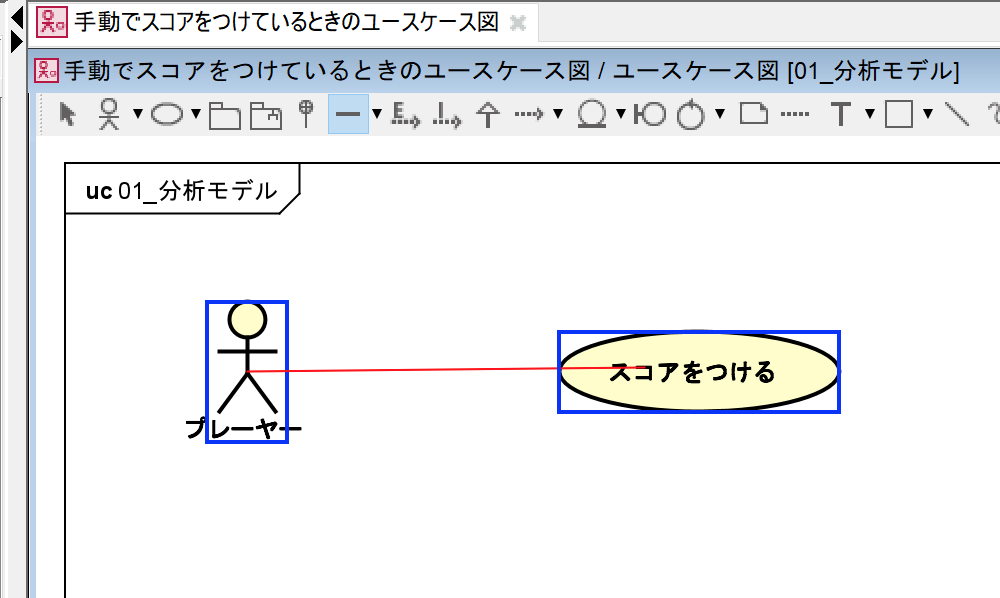 手動でスコアをつけているときのユースケース図
手動でスコアをつけているときのユースケース図 / ユースケース図 [01_分析モデル]
uc 01_分析モデル
プレーヤー
スコアをつける